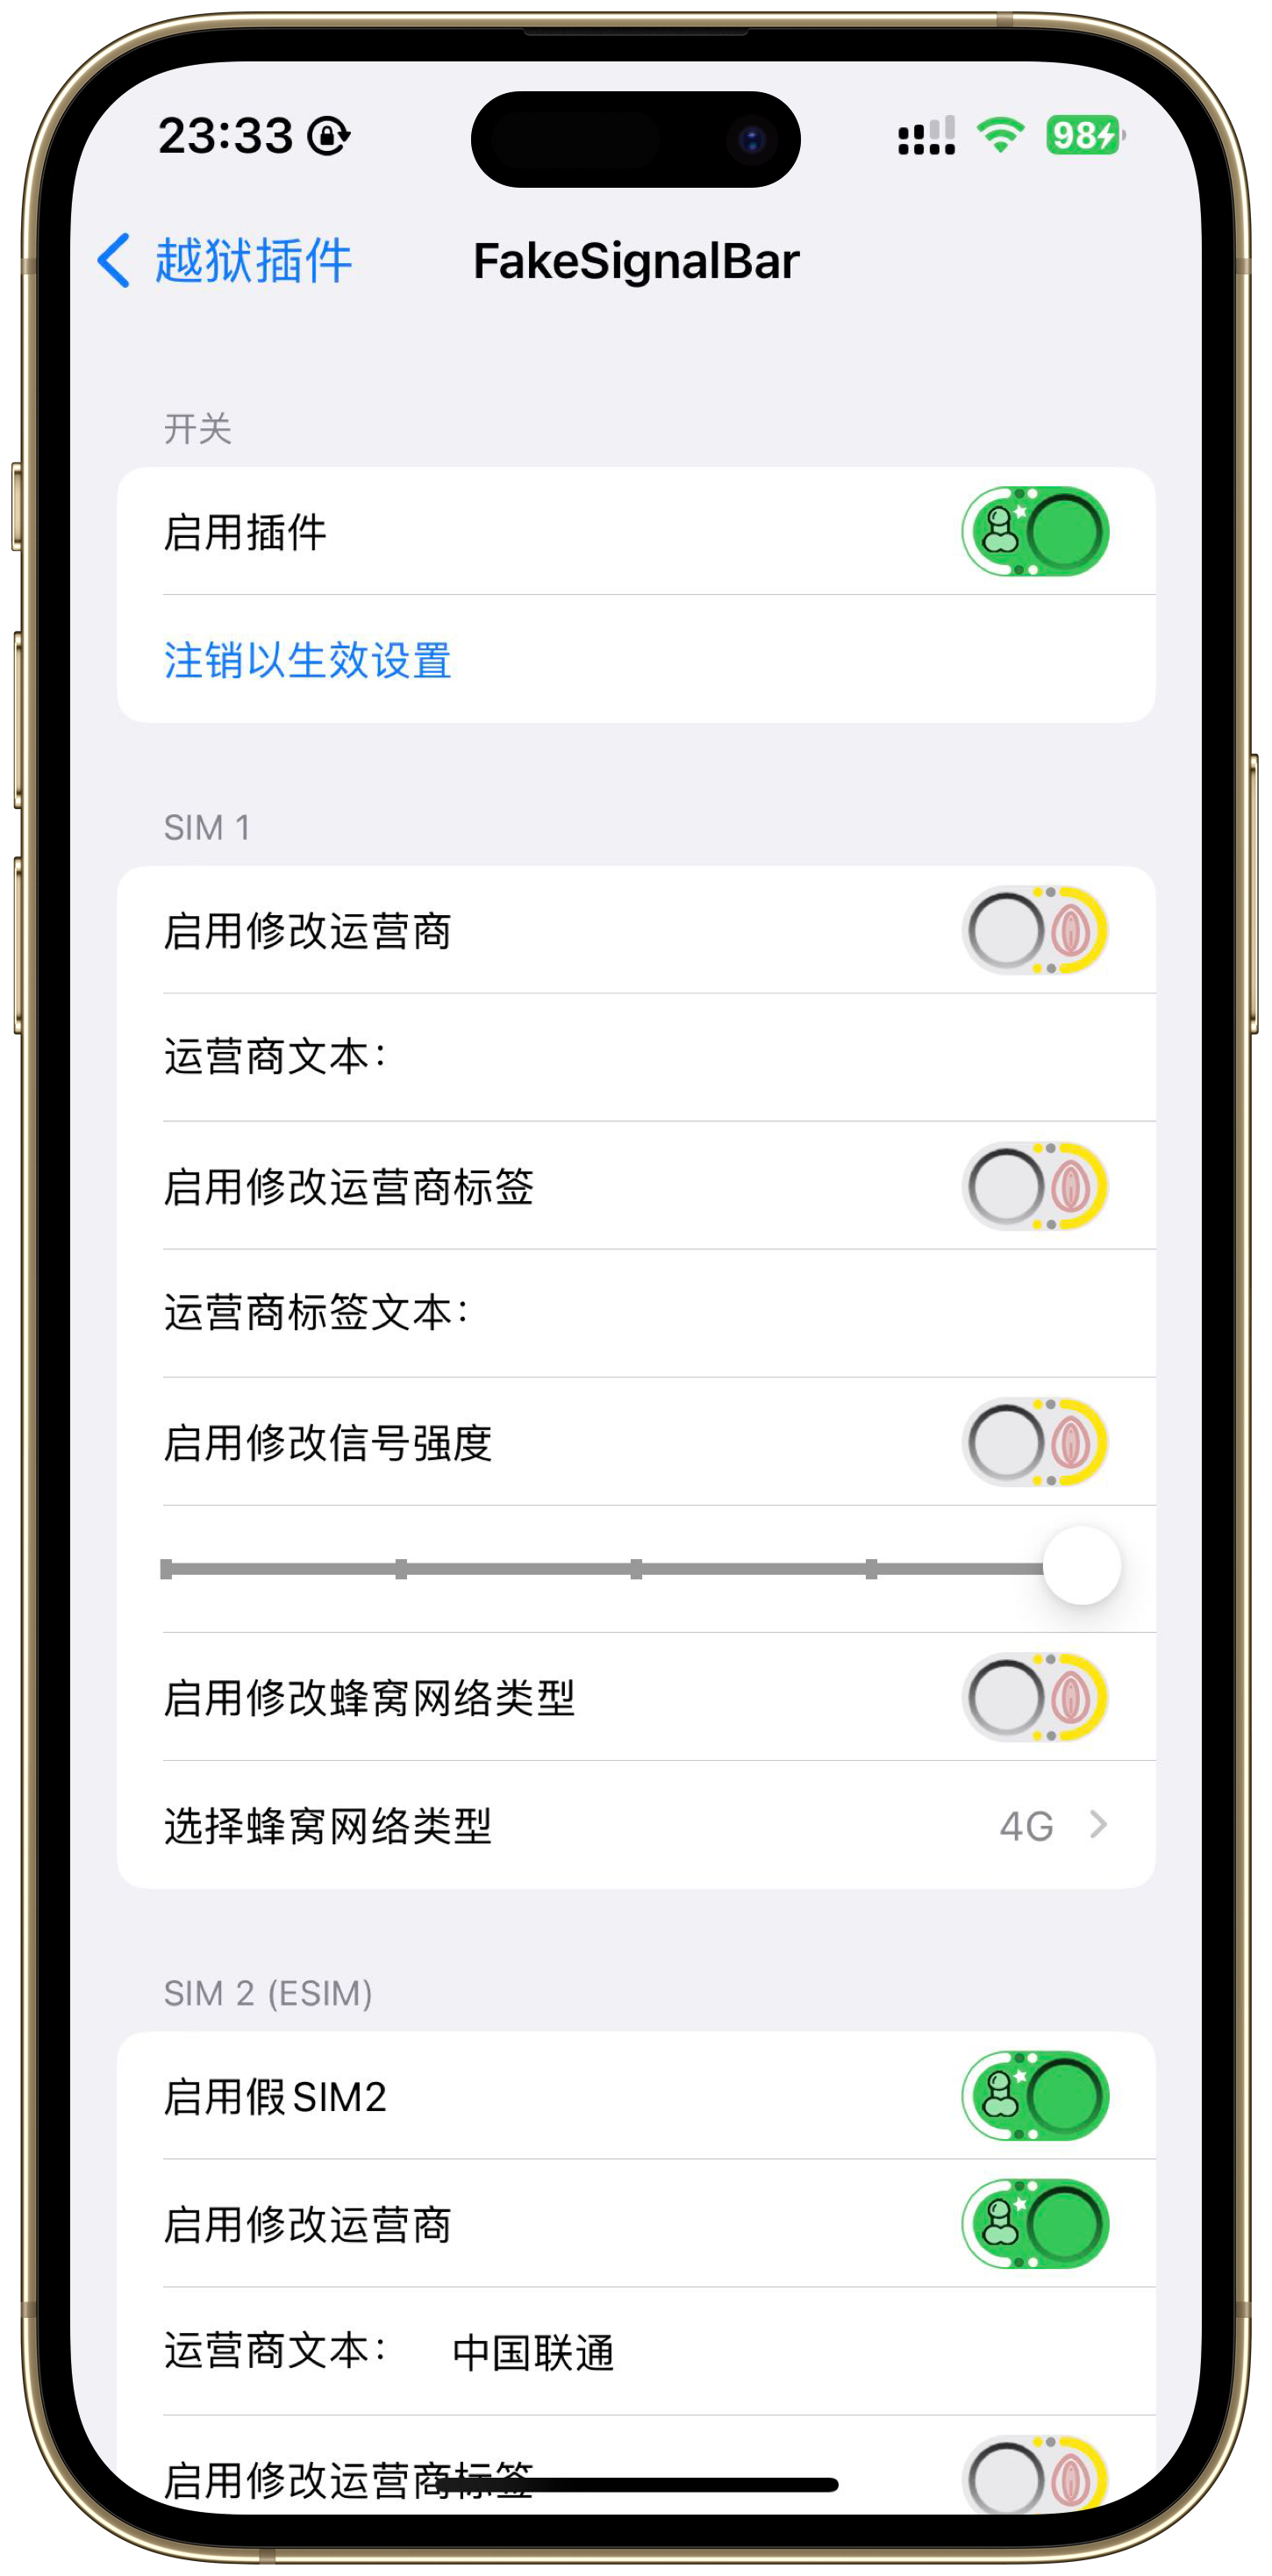 23:33
98
越狱插件
FakeSignalBar
开关
启用插件
注销以生效设置
SIM 1
启用修改运营商
运营商文本：
启用修改运营商标签
运营商标签文本：
启用修改信号强度
启用修改蜂窝网络类型
选择蜂窝网络类型 4G
SIM 2 (ESIM)
启用假SIM2
启用修改运营商
运营商文本： 中国联通
启用修改运营商标签